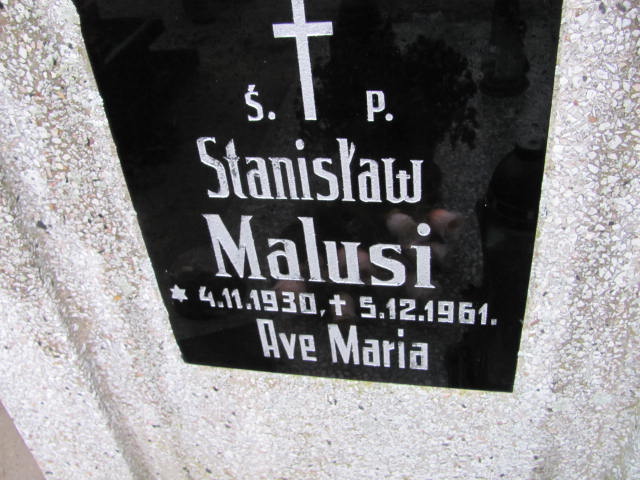 Ś. P.
Stanisław
Malusi
* 4.11.1930, † 5.12.1961.
Ave Maria